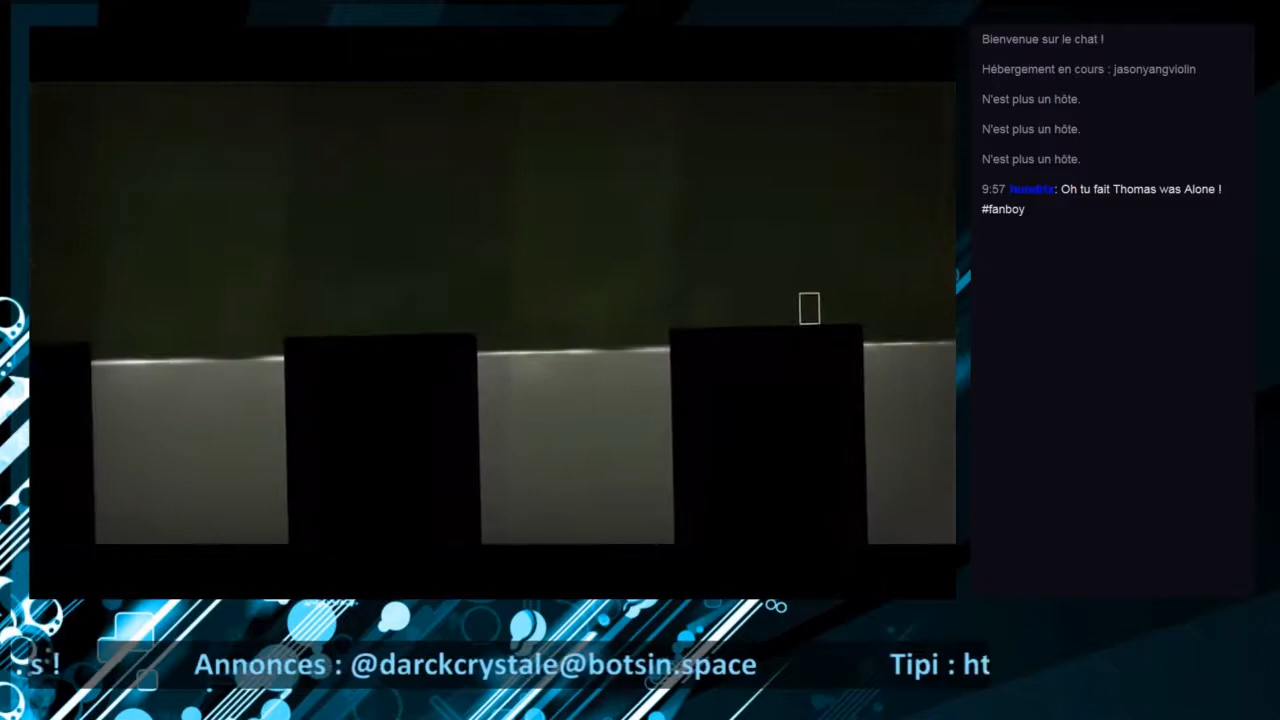 Bienvenue sur le chat !
Hébergement en cours : jasonyangviolin
N'est plus un hôte.
N'est plus un hôte.
N'est plus un hôte.
9:57 : Oh tu fait Thomas was Alone !
#fanboy
s ! Annonces : @darckcrystale@botsin.space Tipi : ht